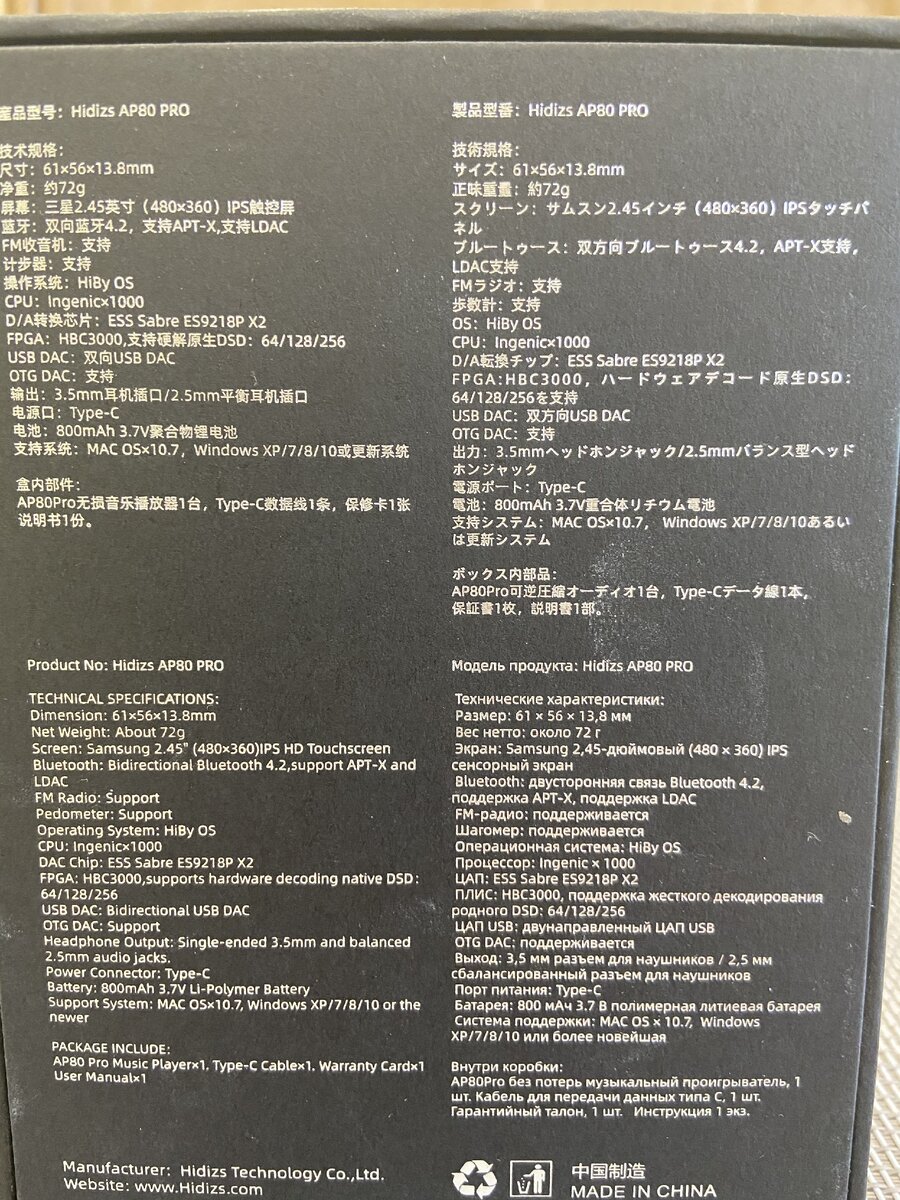 産品型号：Hidizs AP80 PRO
技术规格：
尺寸：61×56×13.8mm
净重：约72g
屏幕：三星2.45英寸（480×360）IPS触控屏
蓝牙：双向蓝牙4.2，支持APT-X,支持LDAC
FM收音机：支持
计步器：支持
操作系统：HiBy OS
CPU：Ingenic×1000
D/A转换芯片：ESS Sabre ES9218P X2
FPGA：HBC3000,支持硬解原生DSD：64/128/256
USB DAC：双向USB DAC
OTG DAC：支持
输出：3.5mm耳机插口/2.5mm平衡耳机插口
电源口：Type-C
电池：800mAh 3.7V聚合物锂电池
支持系统：MAC OS×10.7，Windows XP/7/8/10或更新系统
盒内部件：
AP80Pro无损音乐播放器1台，Type-C数据线1条，保修卡1张
说明书1份。
製品型番：Hidizs AP80 PRO
技術規格：
サイズ：61×56×13.8mm
正味重量：約72g
スクリーン：サムスン2.45インチ（480×360）IPSタッチパ
ネル
ブルートゥース：双方向ブルートゥース4.2，APT-X支持，
LDAC支持
FMラジオ：支持
歩数計：支持
OS：HiBy OS
CPU：Ingenic×1000
D/A転換チップ：ESS Sabre ES9218P X2
FPGA:HBC3000，ハードウェアデコード原生DSD：
64/128/256を支持
USB DAC：双方向USB DAC
OTG DAC：支持
出力：3.5mmヘッドホンジャック/2.5mmバランス型ヘッド
ホンジャック
電源ポート：Type-C
電池：800mAh 3.7V重合体リチウム電池
支持システム：MAC OS×10.7， Windows XP/7/8/10あるい
は更新システム
ボックス内部品：
AP80Pro可逆圧縮オーディオ1台，Type-Cデータ線1本，
保証書1枚，説明書1部。
Product No: Hidizs AP80 PRO
TECHNICAL SPECIFICATIONS:
Dimension: 61×56×13.8mm
Net Weight: About 72g
Screen: Samsung 2.45" (480×360)IPS HD Touchscreen
Bluetooth: Bidirectional Bluetooth 4.2,support APT-X and
LDAC
FM Radio: Support
Pedometer: Support
Operating System: HiBy OS
CPU: Ingenic×1000
DAC Chip: ESS Sabre ES9218P X2
FPGA: HBC3000,supports hardware decoding native DSD:
64/128/256
USB DAC: Bidirectional USB DAC
OTG DAC: Support
Headphone Output: Single-ended 3.5mm and balanced
2.5mm audio jacks.
Power Connector: Type-C
Battery: 800mAh 3.7V Li-Polymer Battery
Support System: MAC OS×10.7, Windows XP/7/8/10 or the
newer
PACKAGE INCLUDE:
AP80 Pro Music Player×1. Type-C Cable×1. Warranty Card×1
User Manual×1
Модель продукта: Hidizs AP80 PRO
Технические характеристики:
Размер: 61 × 56 × 13,8 мм
Вес нетто: около 72 г
Экран: Samsung 2,45-дюймовый (480 × 360) IPS
сенсорный экран
Bluetooth: двусторонняя связь Bluetooth 4.2,
поддержка APT-X, поддержка LDAC
FM-радио: поддерживается
Шагомер: поддерживается
Операционная система: HiBy OS
Процессор: Ingenic × 1000
ЦАП: ESS Sabre ES9218P X2
ПЛИС: HBC3000, поддержка жесткого декодирования
родного DSD: 64/128/256
ЦАП USB: двунаправленный ЦАП USB
OTG DAC: поддерживается
Выход: 3,5 мм разъем для наушников / 2,5 мм
сбалансированный разъем для наушников
Порт питания: Type-C
Батарея: 800 мАч 3.7 В полимерная литиевая батарея
Система поддержки: MAC OS × 10.7, Windows
XP/7/8/10 или более новейшая
Внутри коробки:
AP80Pro без потерь музыкальный проигрыватель, 1
шт. Кабель для передачи данных типа C, 1 шт.
Гарантийный талон, 1 шт. Инструкция 1 экз.
Manufacturer: Hidizs Technology Co.,Ltd.
Website: www.Hidizs.com
中国制造
MADE IN CHINA